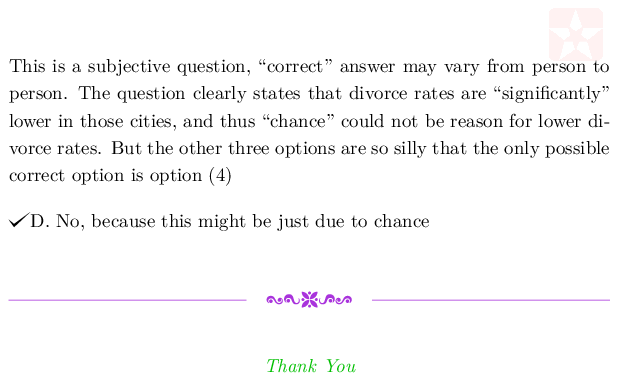 This is a subjective question, “correct” answer may vary from person to
person. The question clearly states that divorce rates are “significantly”
lower in those cities, and thus “chance” could not be reason for lower di-
vorce rates. But the other three options are so silly that the only possible
correct option is option (4)
✓D. No, because this might be just due to chance
Thank You